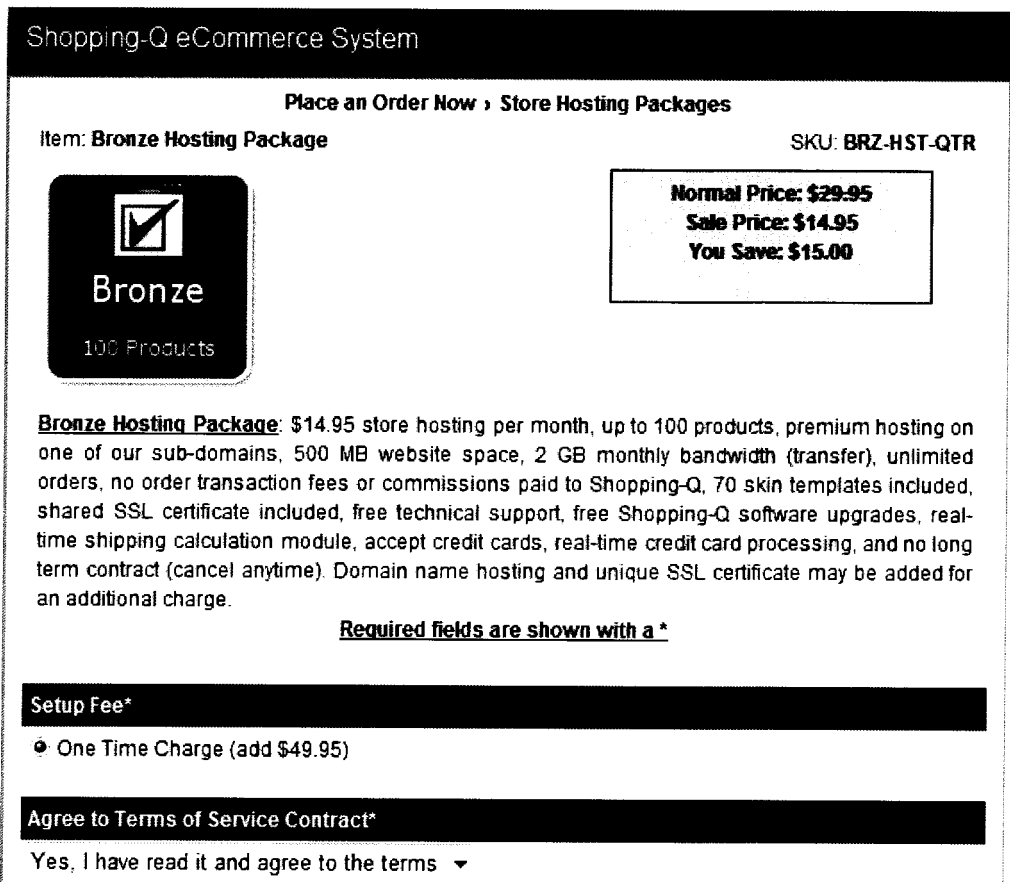 Shopping-Q eCommerce System
Place an Order Now › Store Hosting Packages
Item: Bronze Hosting Package
SKU: BRZ-HST-QTR
Normal Price: $29.95
Sale Price: $14.95
You Save: $15.00
Bronze
100 Products
Bronze Hosting Package: $14.95 store hosting per month, up to 100 products, premium hosting on
one of our sub-domains, 500 MB website space, 2 GB monthly bandwidth (transfer), unlimited
orders, no order transaction fees or commissions paid to Shopping-Q, 70 skin templates included,
shared SSL certificate included, free technical support, free Shopping-Q software upgrades, real-
time shipping calculation module, accept credit cards, real-time credit card processing, and no long
term contract (cancel anytime). Domain name hosting and unique SSL certificate may be added for
an additional charge.
Required fields are shown with a *
Setup Fee*
One Time Charge (add $49.95)
Agree to Terms of Service Contract*
Yes, I have read it and agree to the terms